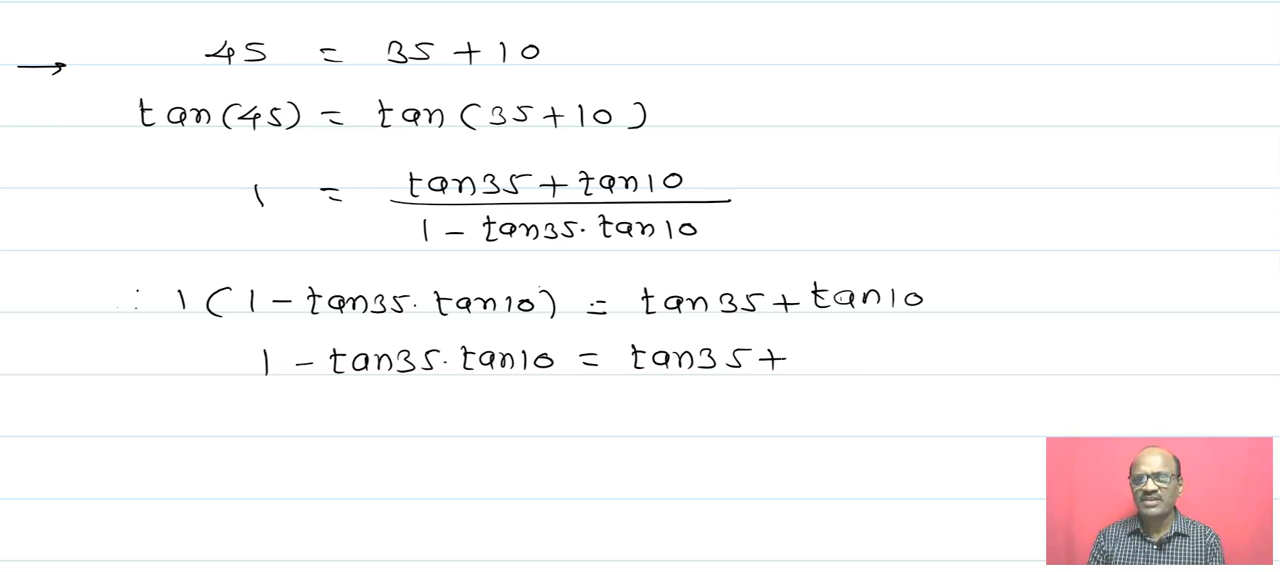 → 45 = 35 + 10
tan(45) = tan(35+10)
1 = (tan35 + tan10) / (1 - tan35. tan10)
∴ 1(1 - tan35. tan10) = tan35 + tan10
1 - tan35. tan10 = tan35 +